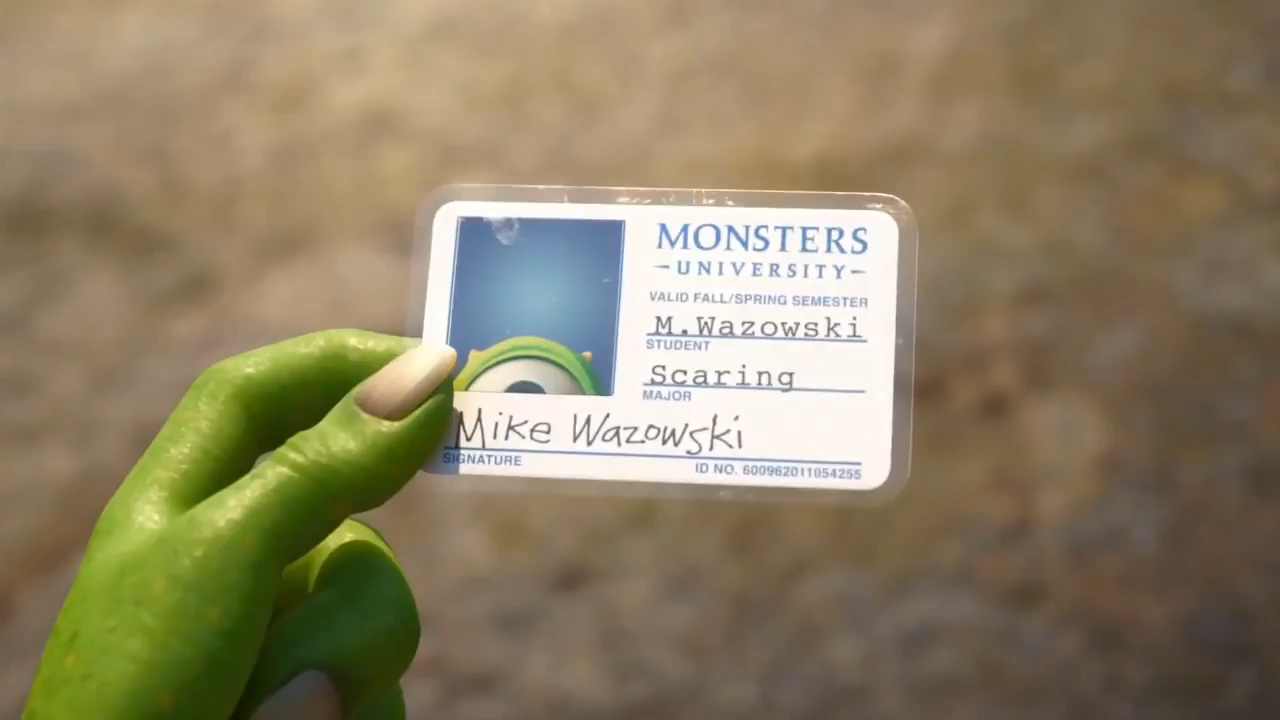 MONSTERS
-UNIVERSITY-
VALID FALL/SPRING SEMESTER
M.Wazowski
STUDENT
Scaring
MAJOR
Mike Wazowski
SIGNATURE
ID NO. 600962011054255